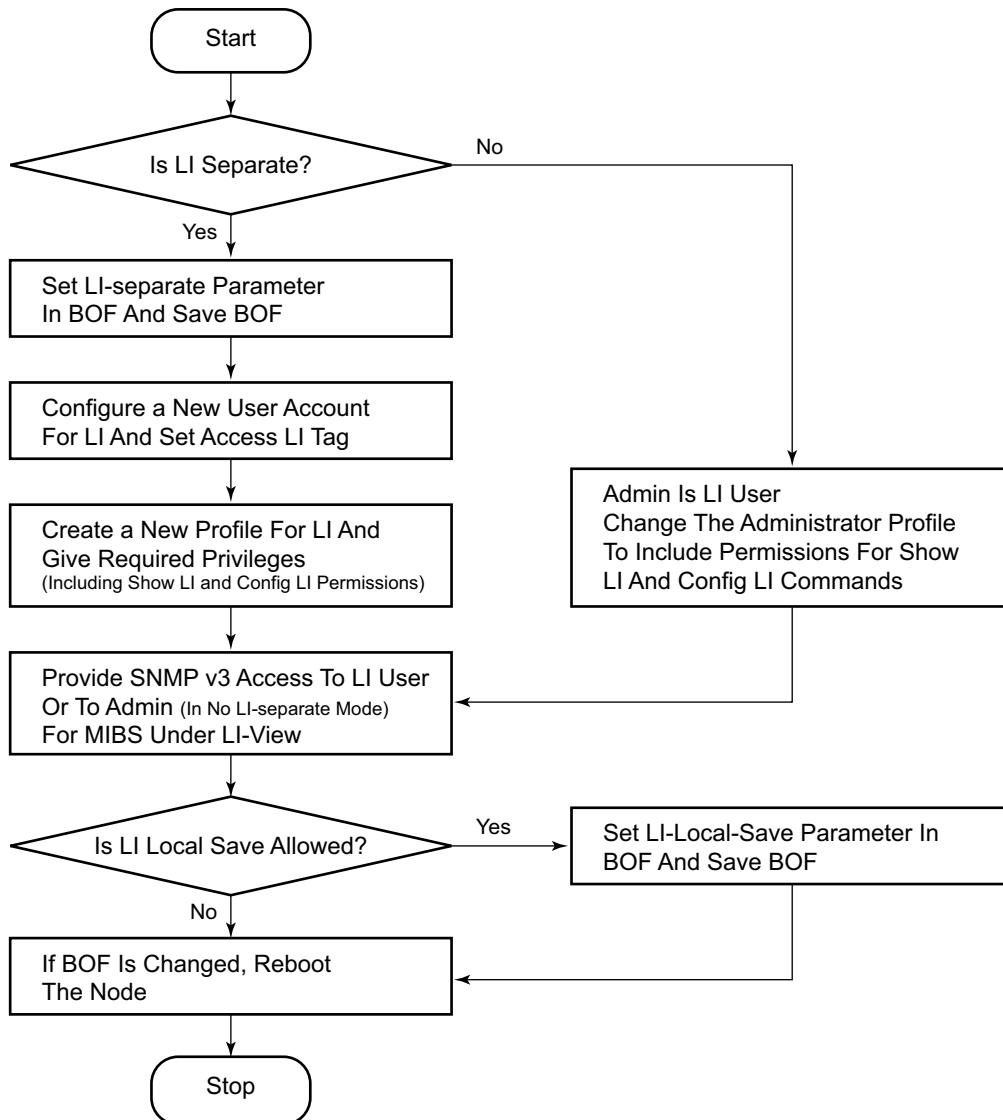 Start
Is LI Separate?
No
Yes
Set LI-separate Parameter
In BOF And Save BOF
Configure a New User Account
For LI And Set Access LI Tag
Create a New Profile For LI And
Give Required Privileges
(Including Show LI and Config LI Permissions)
Admin Is LI User
Change The Administrator Profile
To Include Permissions For Show
LI And Config LI Commands
Provide SNMP v3 Access To LI User
Or To Admin (In No LI-separate Mode)
For MIBS Under LI-View
Is LI Local Save Allowed?
Yes
Set LI-Local-Save Parameter In
BOF And Save BOF
No
If BOF Is Changed, Reboot
The Node
Stop